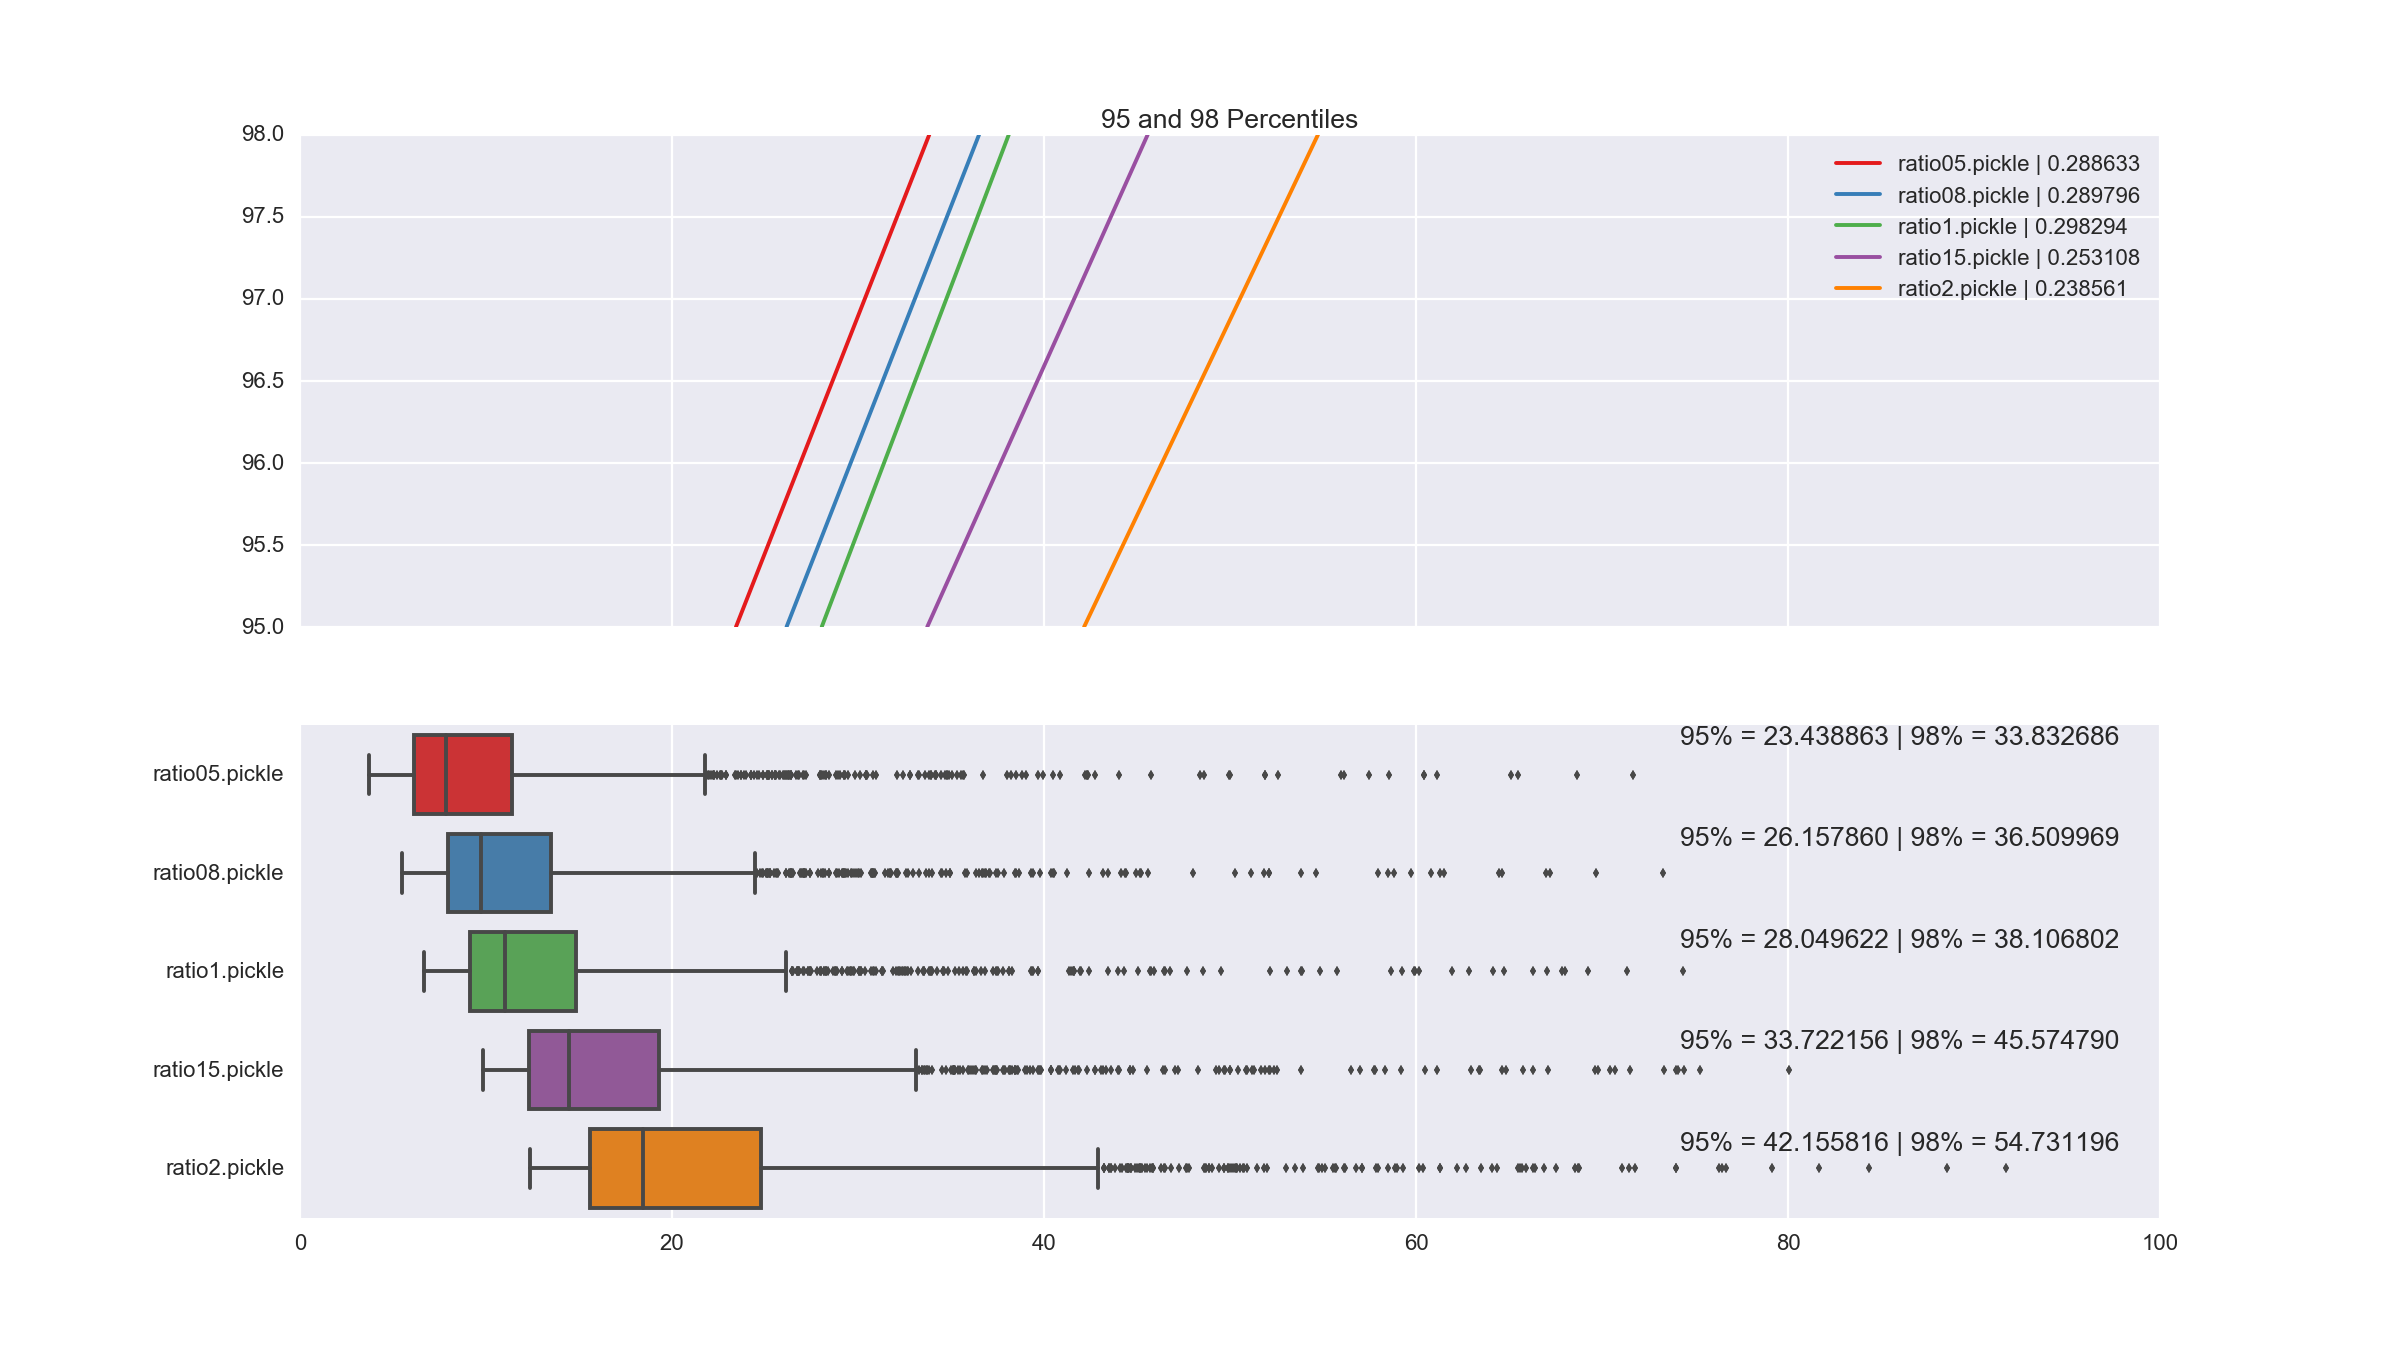 95 and 98 Percentiles
98.0
97.5
97.0
96.5
96.0
95.5
95.0
ratio05.pickle | 0.288633
ratio08.pickle | 0.289796
ratio1.pickle | 0.298294
ratio15.pickle | 0.253108
ratio2.pickle | 0.238561
95% = 23.438863 | 98% = 33.832686
ratio05.pickle
95% = 26.157860 | 98% = 36.509969
ratio08.pickle
95% = 28.049622 | 98% = 38.106802
ratio1.pickle
95% = 33.722156 | 98% = 45.574790
ratio15.pickle
95% = 42.155816 | 98% = 54.731196
ratio2.pickle
0 20 40 60 80 100